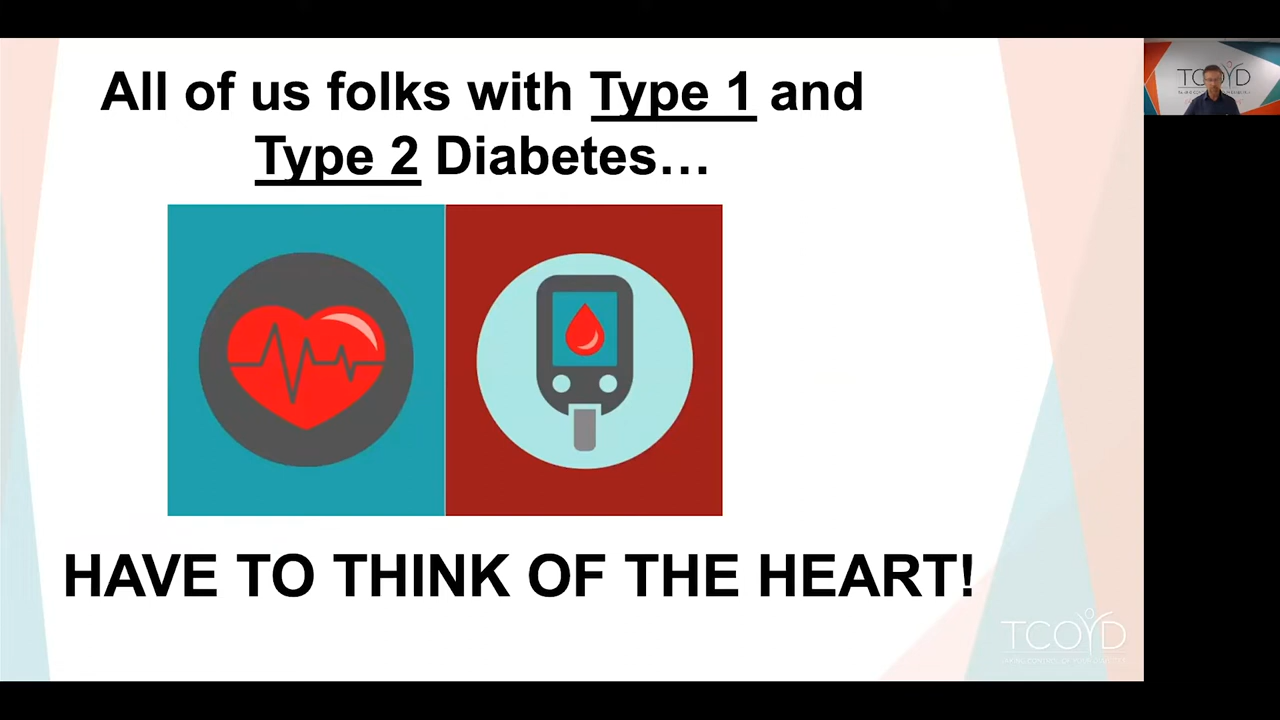 All of us folks with Type 1 and
Type 2 Diabetes…
HAVE TO THINK OF THE HEART!
TCOYD
TCOYD